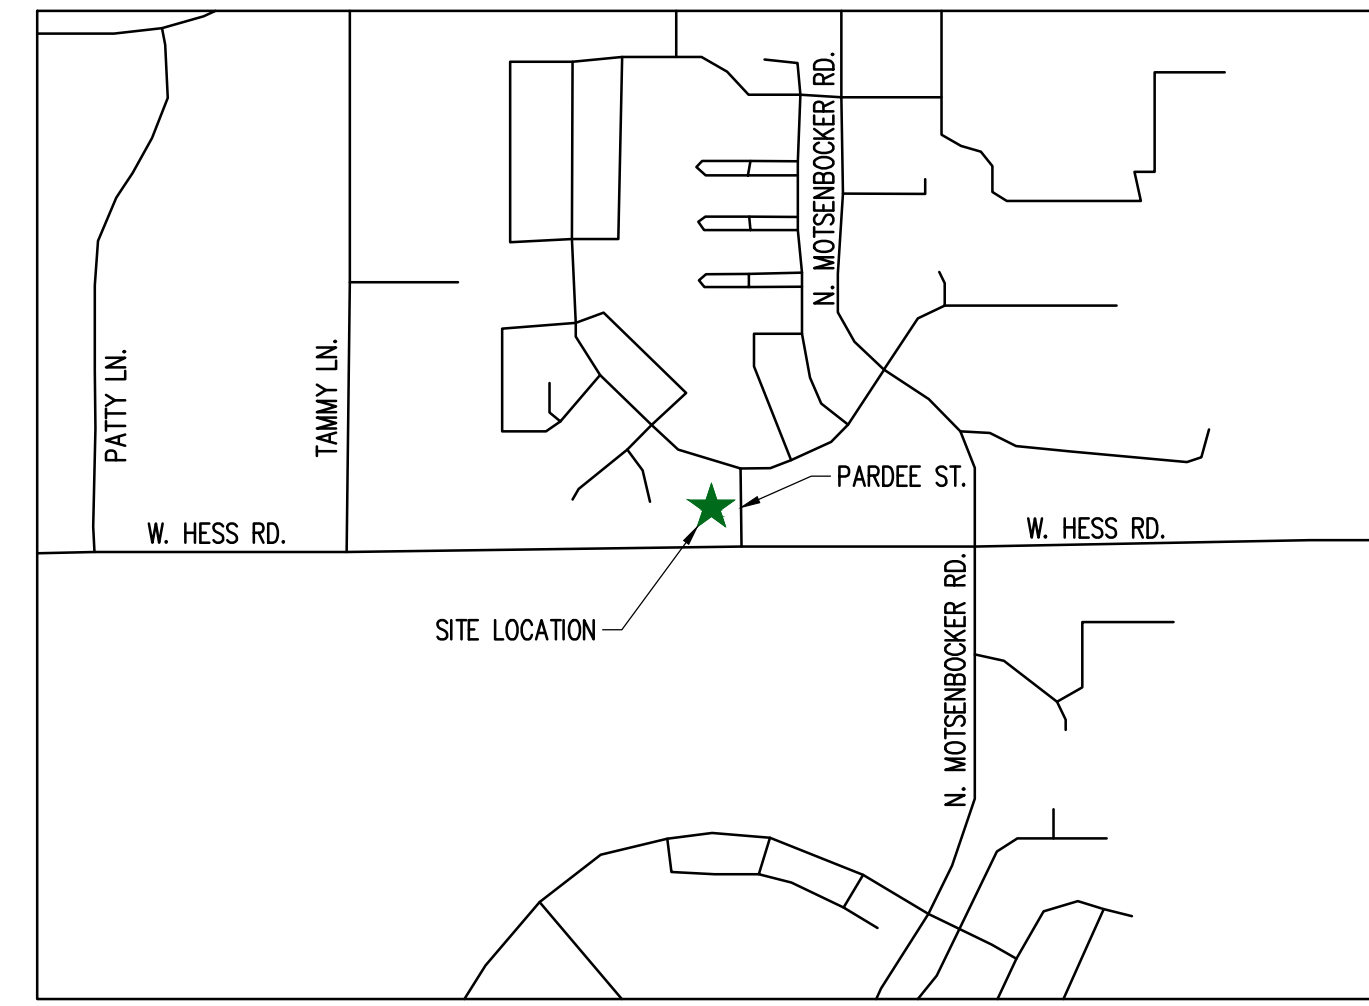 N. MOTSENBOCKER RD.
PATTY LN.
TAMMY LN.
PARDEE ST.
W. HESS RD.
W. HESS RD.
SITE LOCATION
N. MOTSENBOCKER RD.